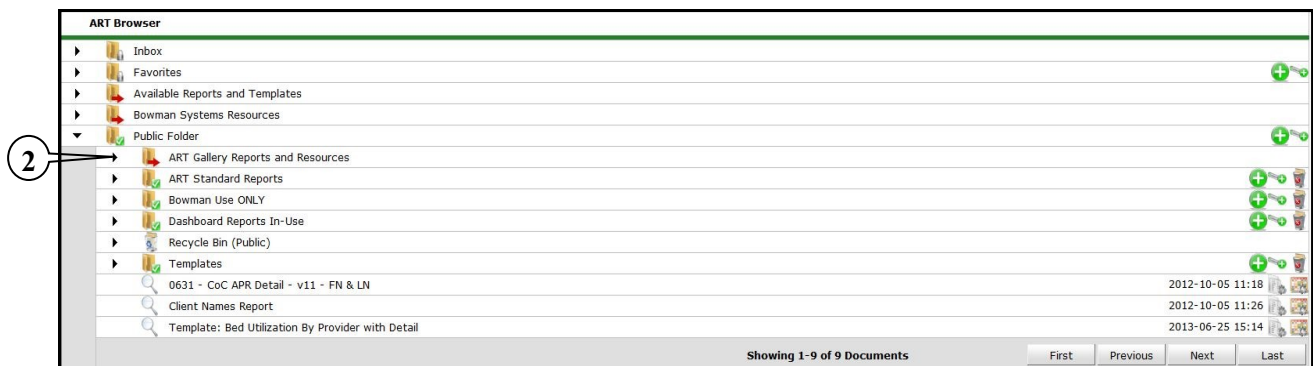 ART Browser
Inbox
Favorites
Available Reports and Templates
Bowman Systems Resources
Public Folder
2
ART Gallery Reports and Resources
ART Standard Reports
Bowman Use ONLY
Dashboard Reports In-Use
Recycle Bin (Public)
Templates
0631 - CoC APR Detail - v11 - FN & LN 2012-10-05 11:18
Client Names Report 2012-10-05 11:26
Template: Bed Utilization By Provider with Detail 2013-06-25 15:14
Showing 1-9 of 9 Documents First Previous Next Last